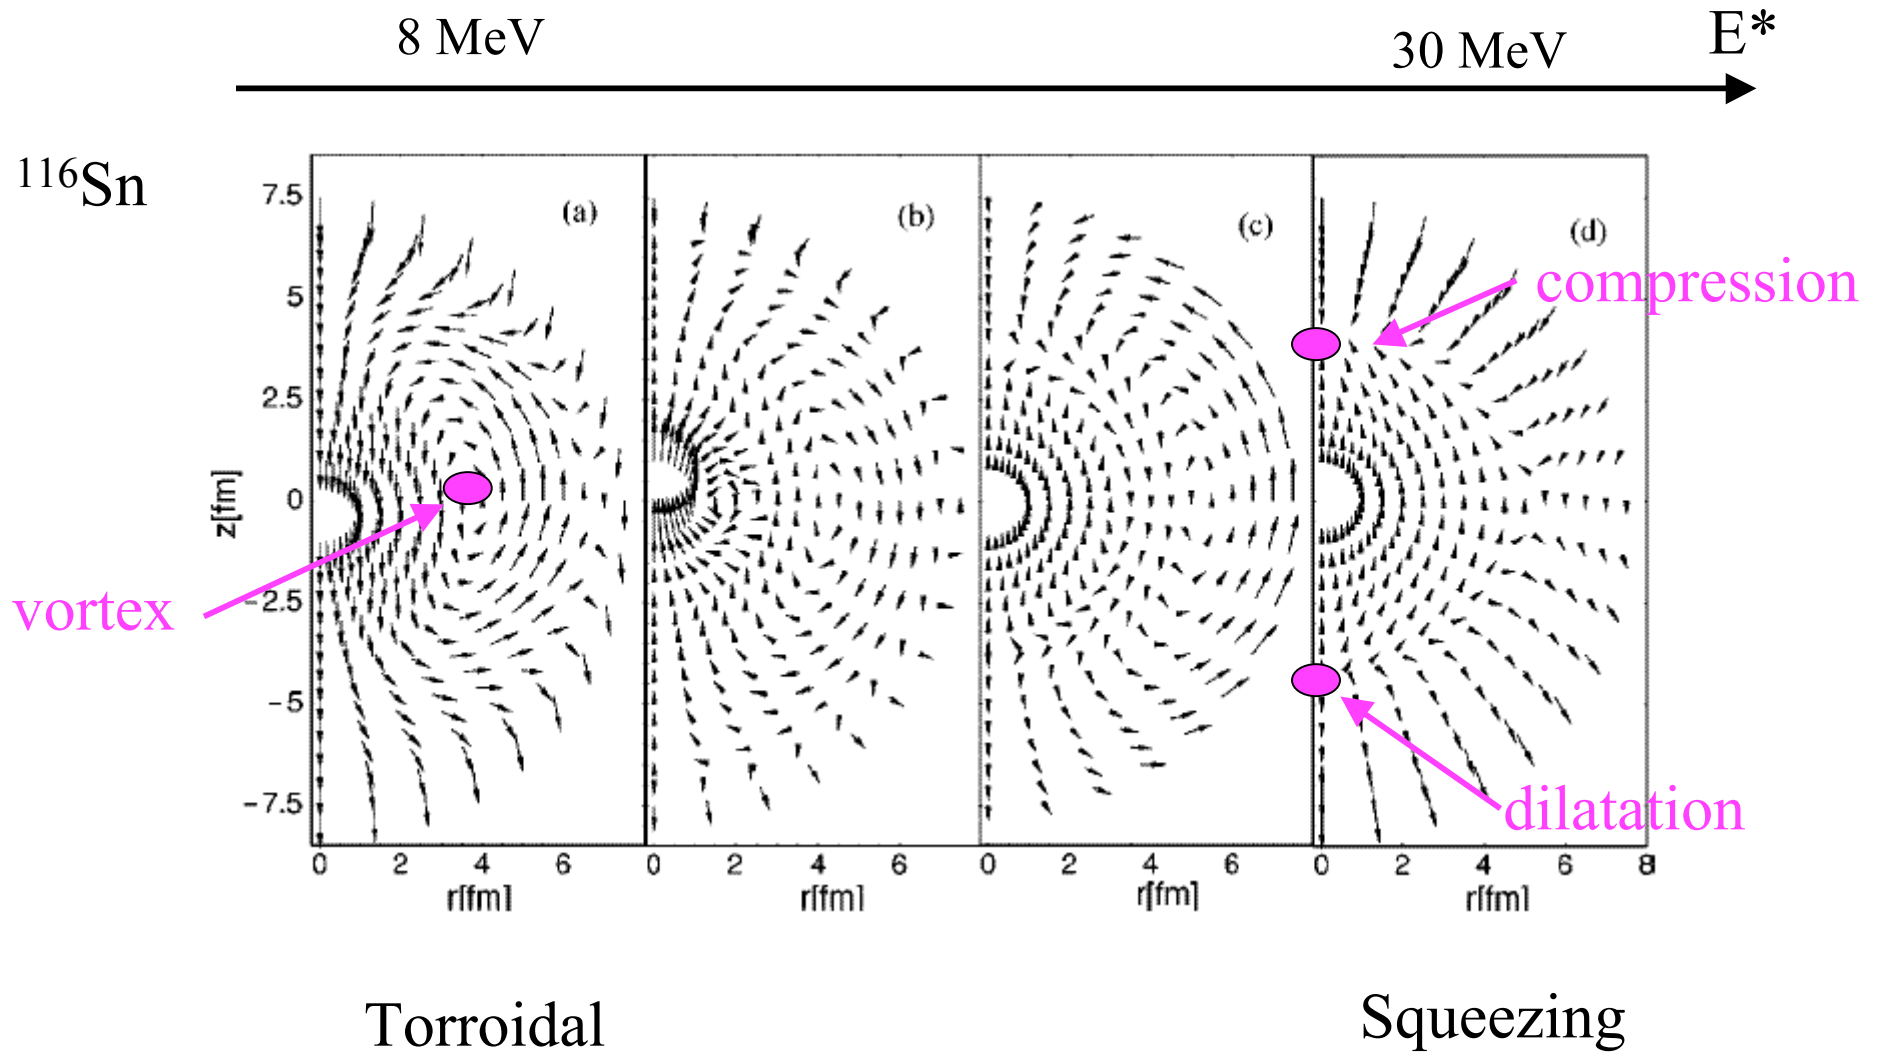 8 MeV
30 MeV
E*
¹¹⁶Sn
(a)
(b)
(c)
(d)
compression
vortex
dilatation
z[fm]
7.5
5
2.5
0
−2.5
−5
−7.5
0 2 4 6
0 2 4 6
0 2 4 6
0 2 4 6 8
r[fm]
r[fm]
r[fm]
r[fm]
Torroidal
Squeezing